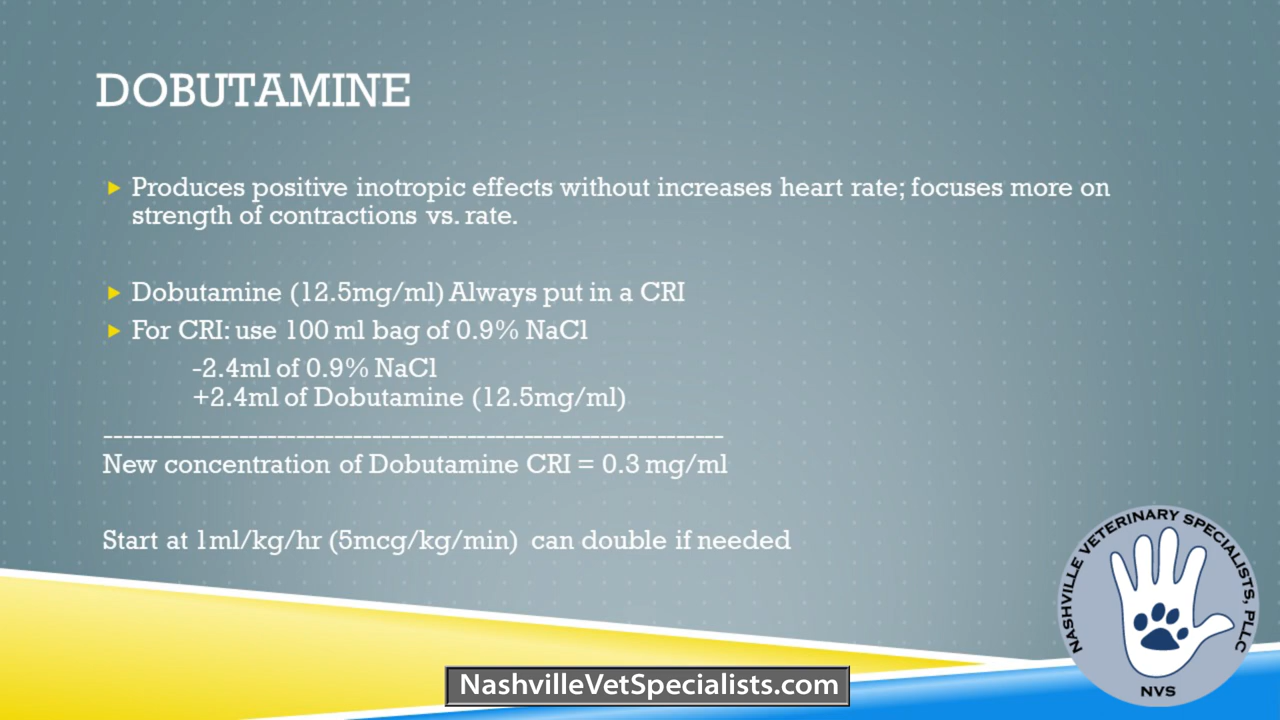 DOBUTAMINE
Produces positive inotropic effects without increases heart rate; focuses more on
strength of contractions vs. rate.
Dobutamine (12.5mg/ml) Always put in a CRI
For CRI: use 100 ml bag of 0.9% NaCl
-2.4ml of 0.9% NaCl
+2.4ml of Dobutamine (12.5mg/ml)
--------------------------------------------------------------
New concentration of Dobutamine CRI = 0.3 mg/ml
Start at 1ml/kg/hr (5mcg/kg/min) can double if needed
NASHVILLE VETERINARY SPECIALISTS, PLLC
NVS
NashvilleVetSpecialists.com